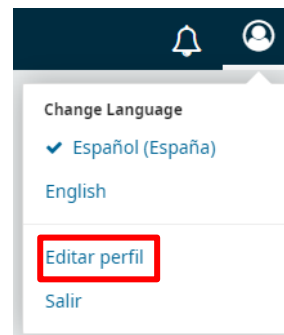 Change Language
✔ Español (España)
English
Editar perfil
Salir